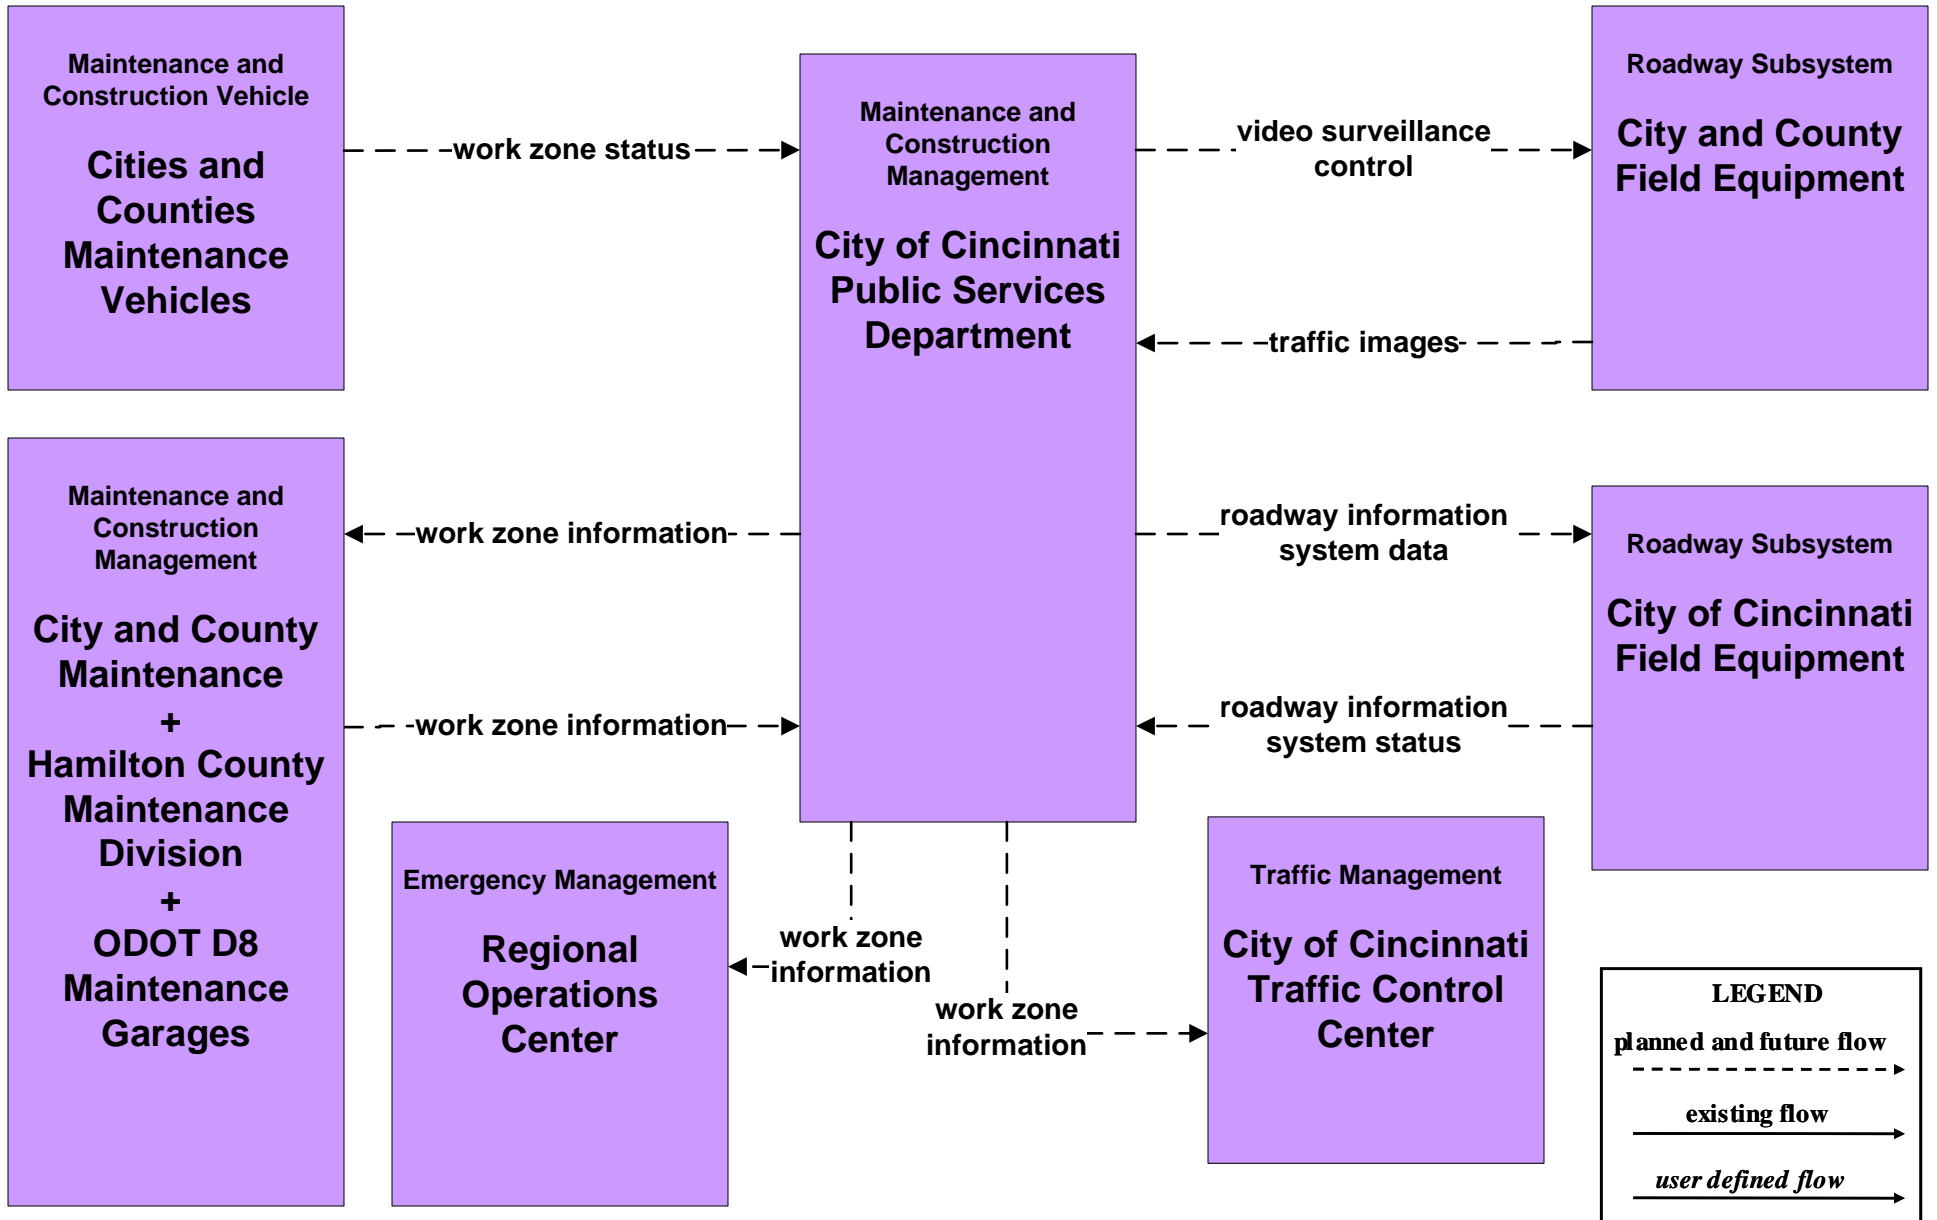 Maintenance and
Construction Vehicle
Cities and
Counties
Maintenance
Vehicles
work zone status
Maintenance and
Construction
Management
City of Cincinnati
Public Services
Department
video surveillance
control
traffic images
Roadway Subsystem
City and County
Field Equipment
Maintenance and
Construction
Management
City and County
Maintenance
+
Hamilton County
Maintenance
Division
+
ODOT D8
Maintenance
Garages
work zone information
work zone information
roadway information
system data
roadway information
system status
Roadway Subsystem
City of Cincinnati
Field Equipment
Emergency Management
Regional
Operations
Center
work zone
information
work zone
information
Traffic Management
City of Cincinnati
Traffic Control
Center
LEGEND
planned and future flow
existing flow
user defined flow